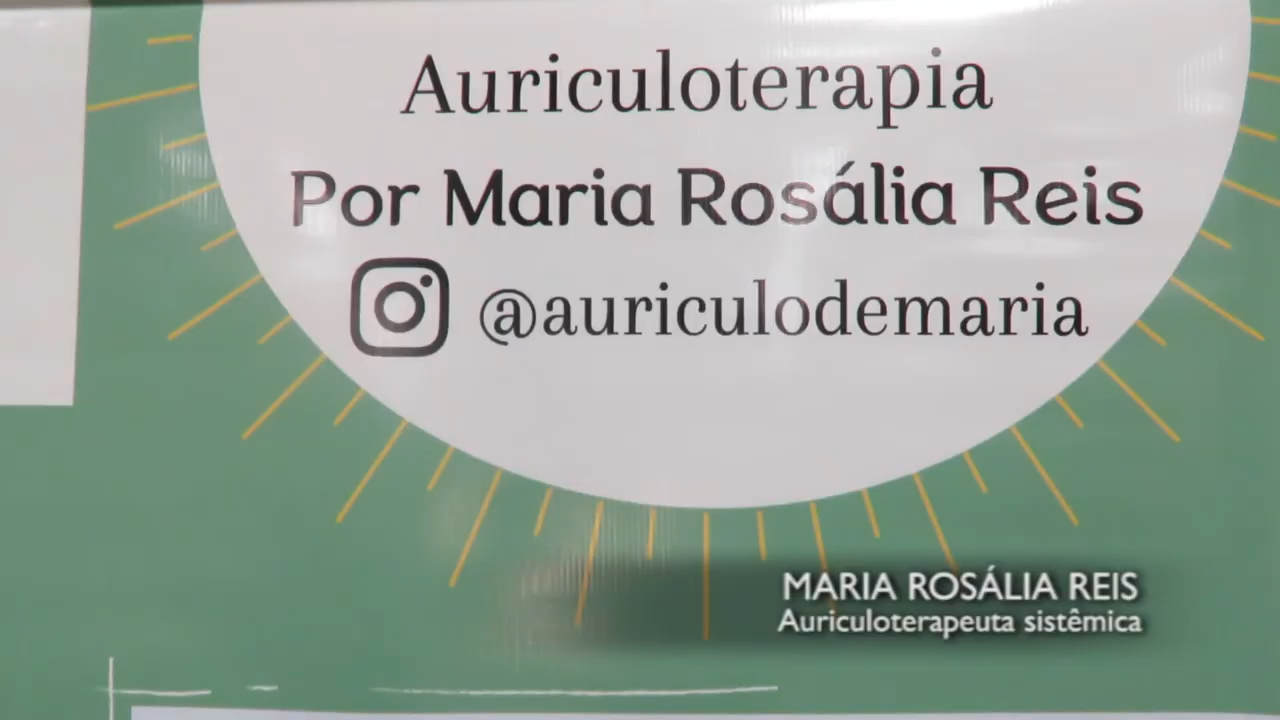 Auriculoterapia
Por Maria Rosália Reis
@auriculodemaria
MARIA ROSÁLIA REIS
Auriculoterapeuta sistêmica